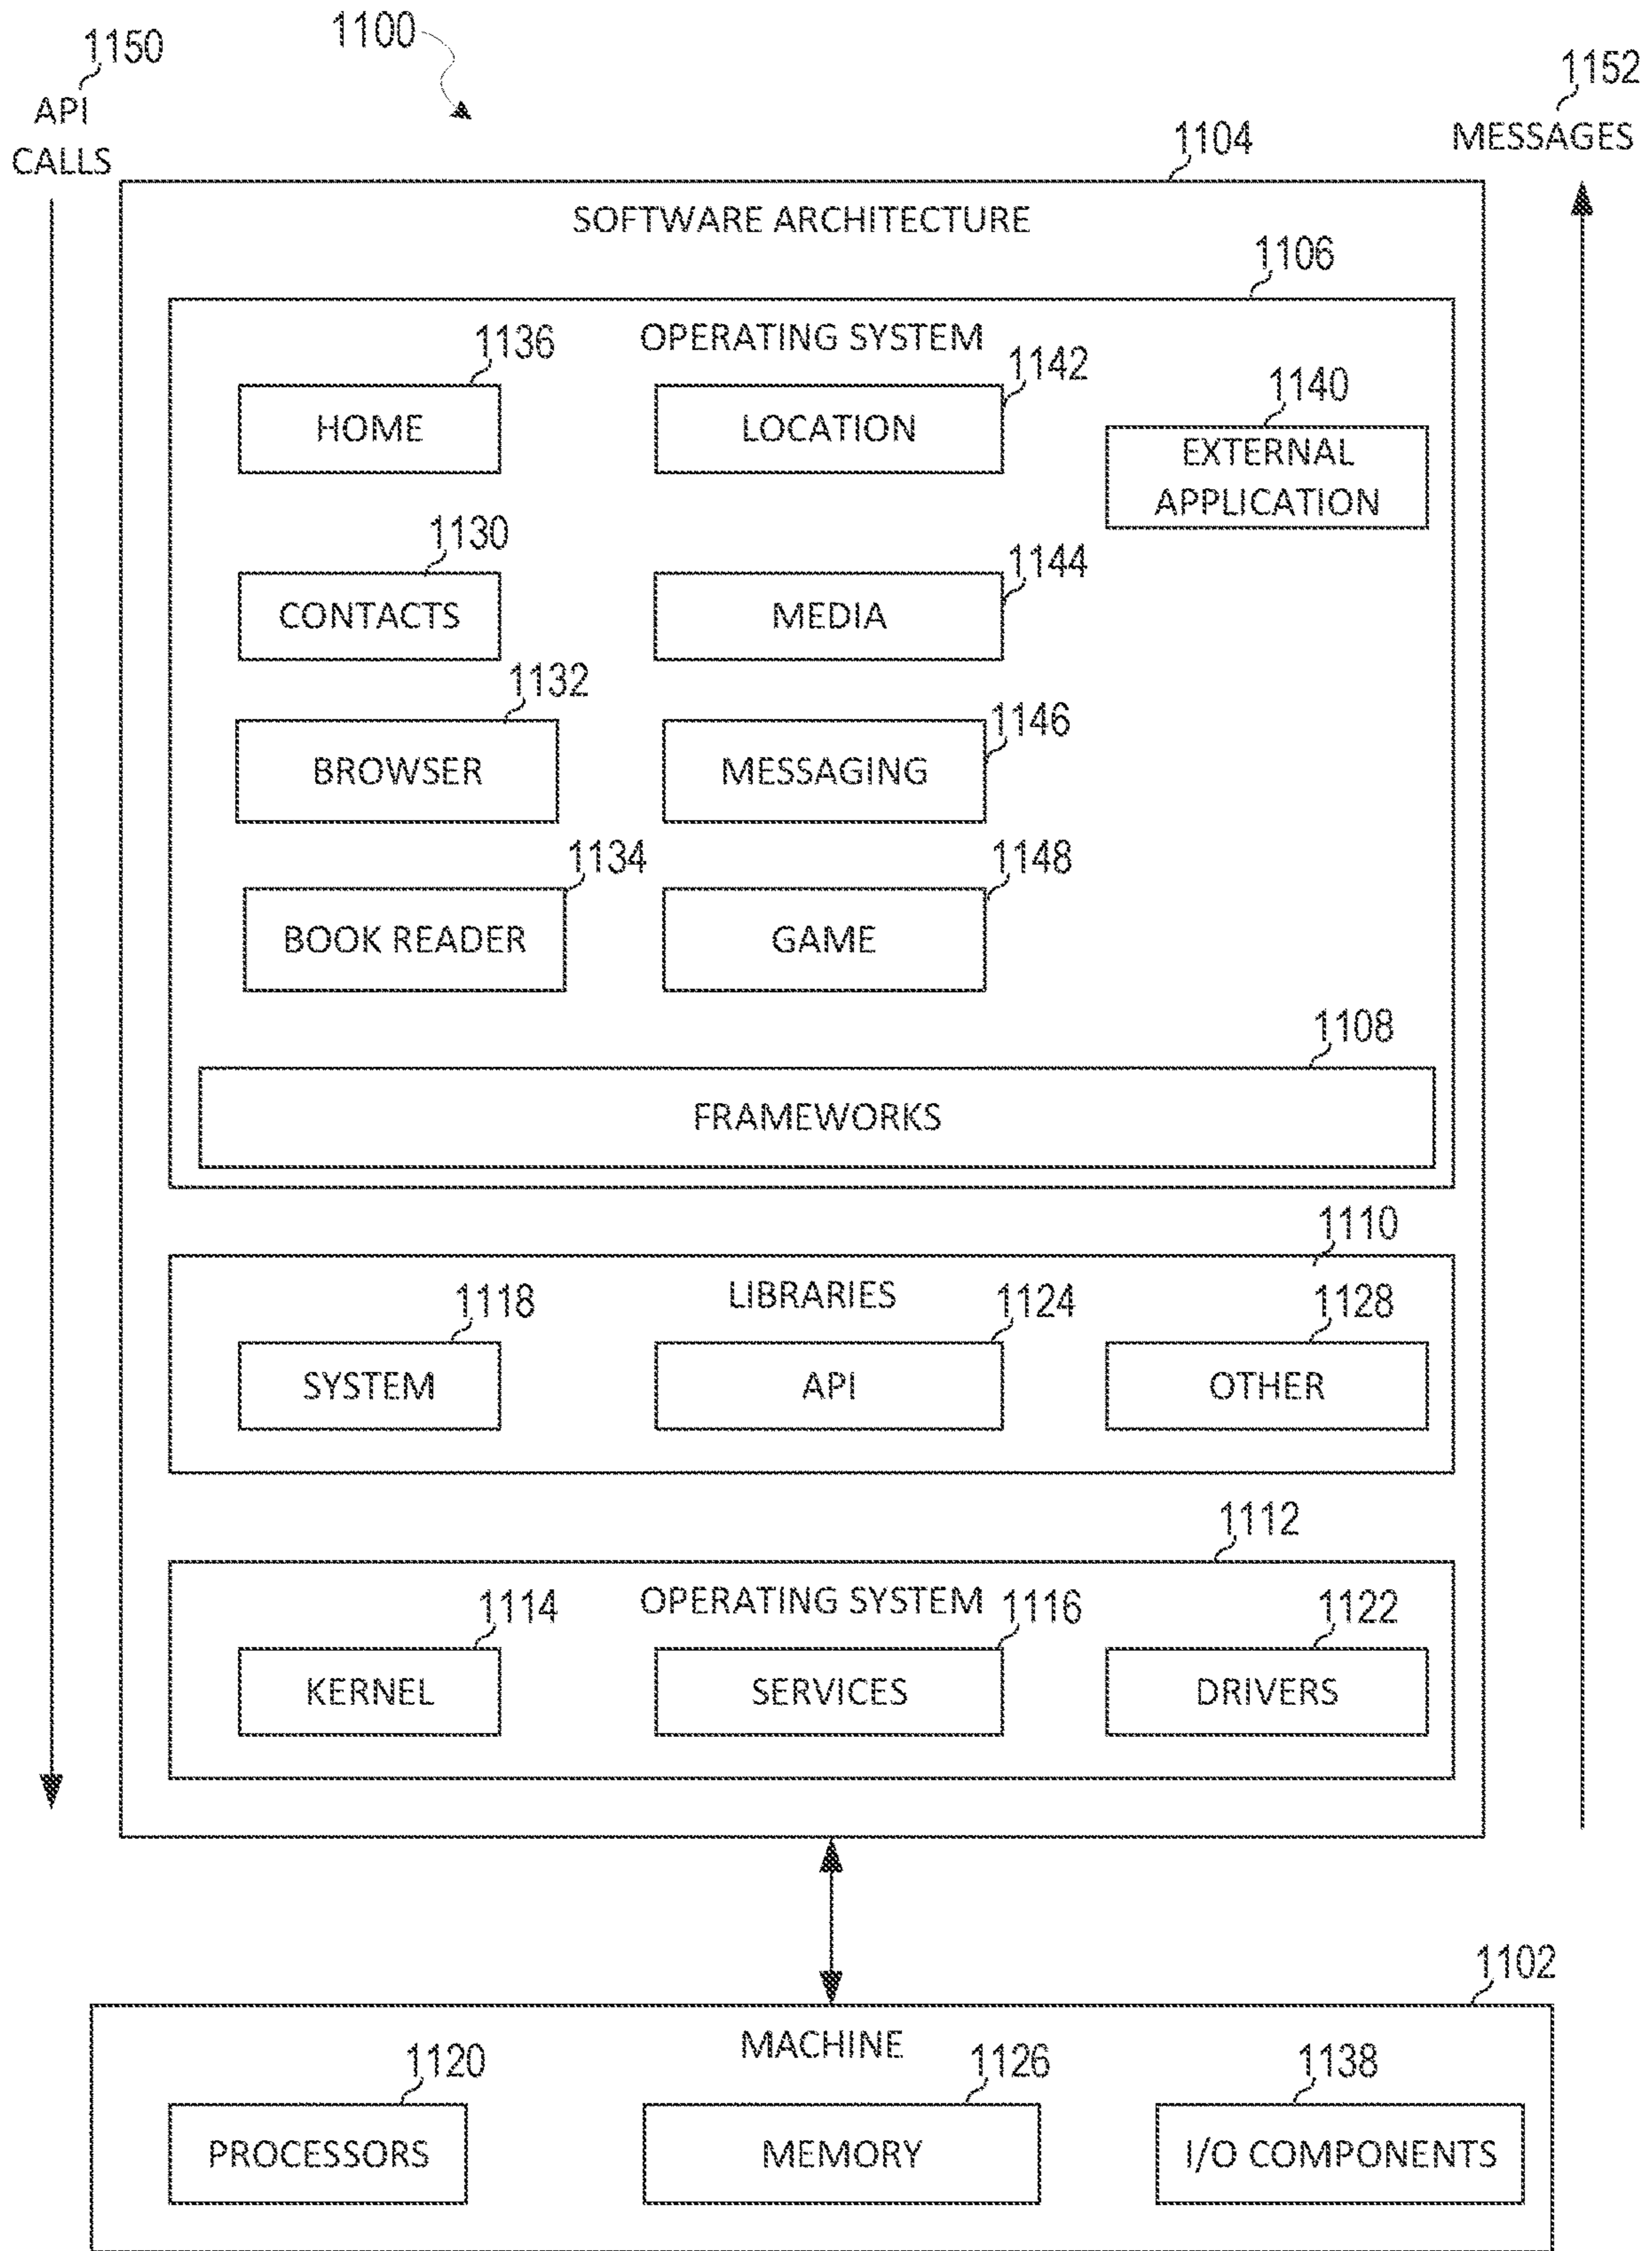 1100
1150
API
CALLS
1152
MESSAGES
1104
SOFTWARE ARCHITECTURE
1106
OPERATING SYSTEM
1136
HOME
1142
LOCATION
1140
EXTERNAL
APPLICATION
1130
CONTACTS
1144
MEDIA
1132
BROWSER
1146
MESSAGING
1134
BOOK READER
1148
GAME
1108
FRAMEWORKS
1110
LIBRARIES
1118
SYSTEM
1124
API
1128
OTHER
1112
OPERATING SYSTEM
1114
KERNEL
1116
SERVICES
1122
DRIVERS
1102
MACHINE
1120
PROCESSORS
1126
MEMORY
1138
I/O COMPONENTS